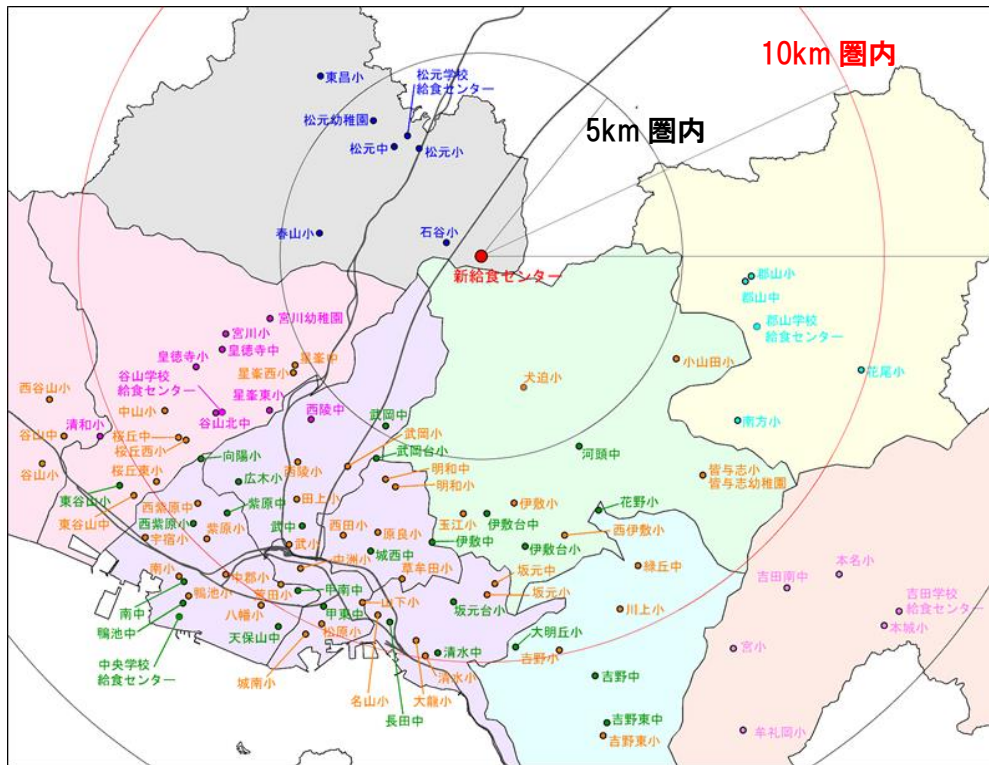 10km 圏内
5km 圏内
東昌小
松元学校
給食センター
松元幼稚園
松元中
松元小
春山小
石谷小
新給食センター
郡山小
郡山中
郡山学校
給食センター
花尾小
南方小
宮川幼稚園
宮川小
皇徳寺中
皇徳寺小
谷山学校
給食センター
星峯中
星峯西小
星峯東小
谷山北中
西陵中
西谷山小
中山小
清和小
谷山中
桜丘中
桜丘西小
谷山小
桜丘東小
向陽小
東谷山小
東谷山中
広木小
西陵小
武岡中
武岡小
武岡台小
明和中
明和小
犬迫小
小山田小
河頭中
皆与志小
皆与志幼稚園
西紫原中
紫原中
田上小
西紫原小
紫原小
宇宿小
武中
武小
西田小
原良小
玉江小
伊敷小
伊敷台中
伊敷中
伊敷台小
花野小
西伊敷小
城西中
中洲小
草牟田小
坂元中
坂元小
坂元台小
緑丘中
川上小
南小
南中
鴨池小
鴨池中
中郡小
荒田小
八幡小
甲南中
甲東中
松原小
天保山中
城南小
中央学校
給食センター
山下小
名山小
長田中
大龍小
清水小
清水中
大明丘小
吉野小
吉野中
吉野東中
吉野東小
吉田南中
本名小
吉田学校
給食センター
本城小
宮小
牟礼岡小